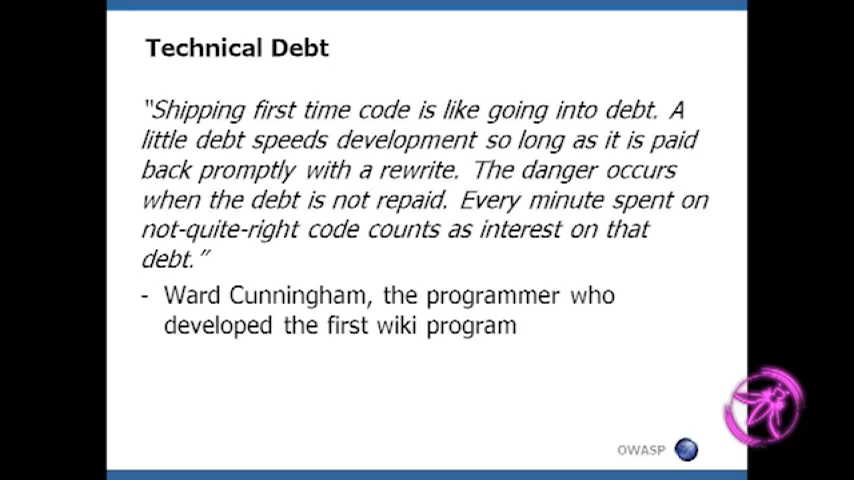 Technical Debt
“Shipping first time code is like going into debt. A
little debt speeds development so long as it is paid
back promptly with a rewrite. The danger occurs
when the debt is not repaid. Every minute spent on
not-quite-right code counts as interest on that
debt.”
- Ward Cunningham, the programmer who
developed the first wiki program
OWASP